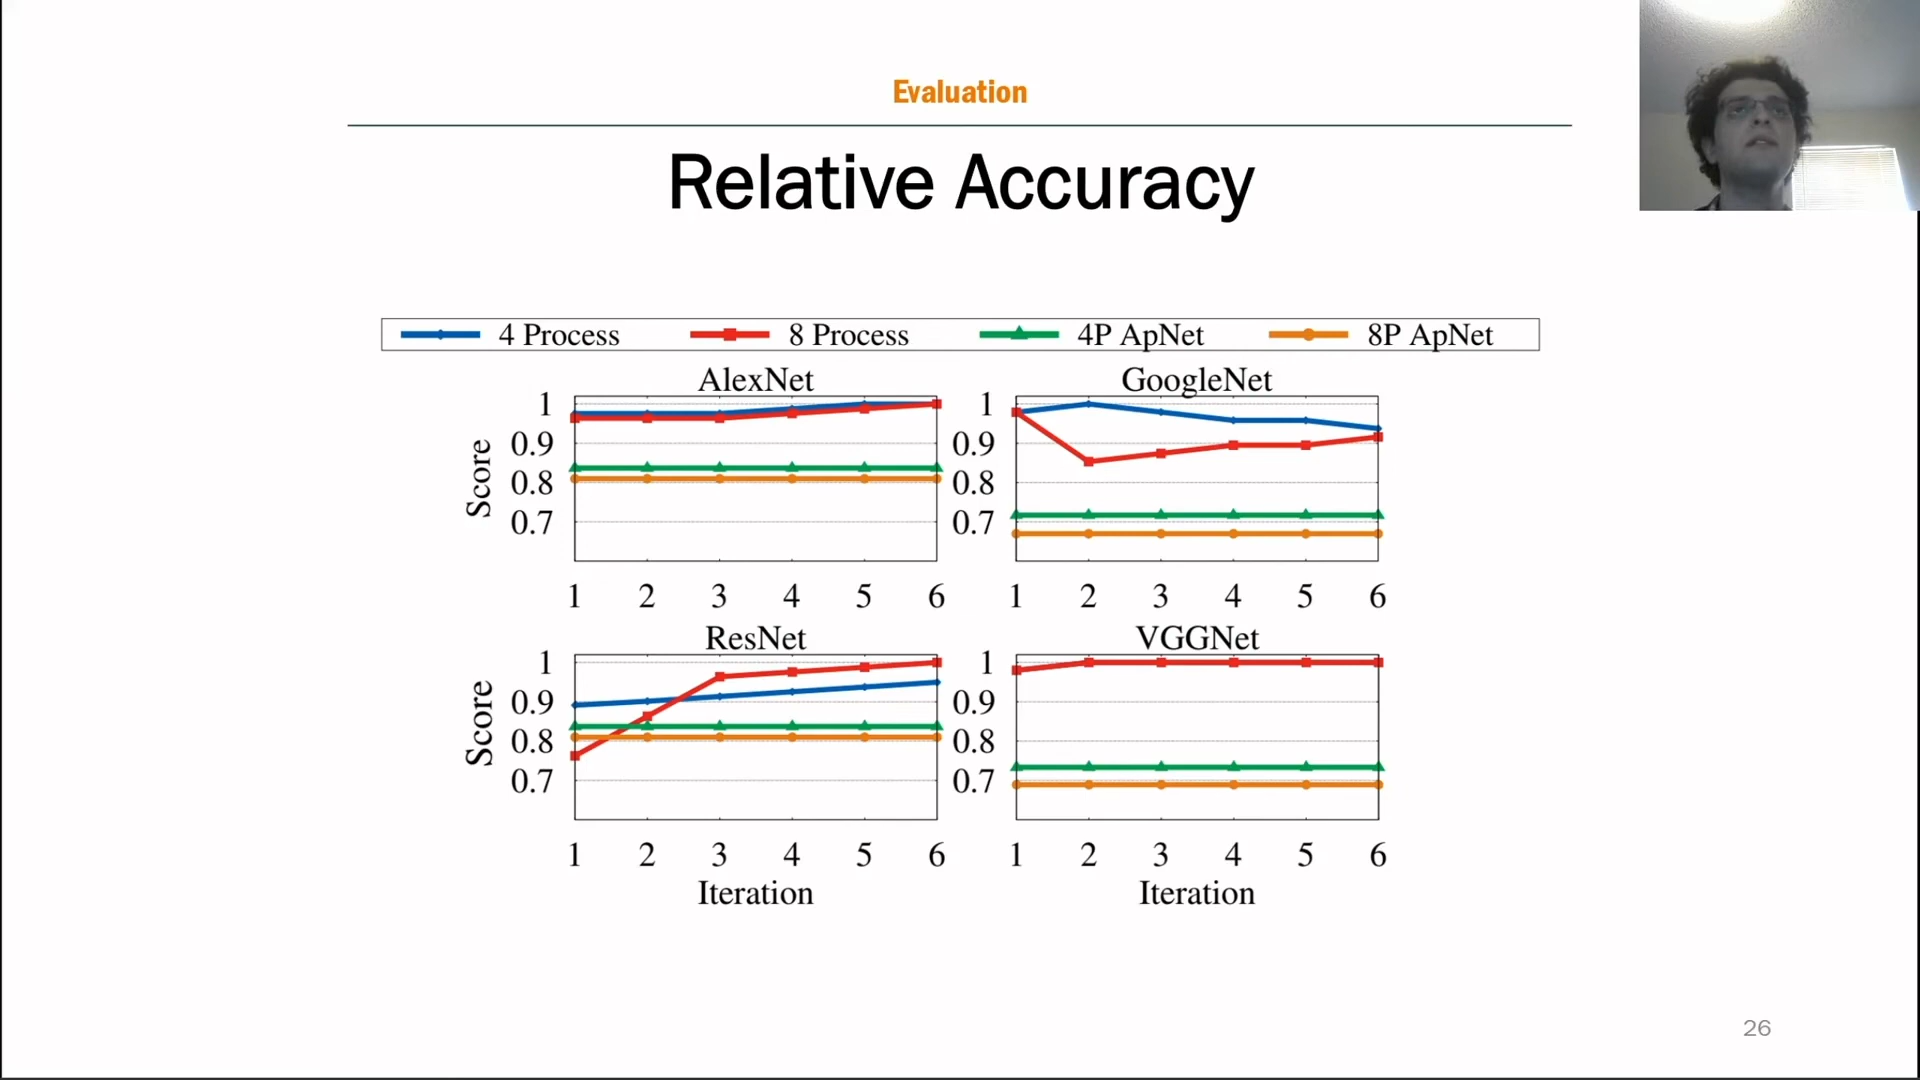 Evaluation
Relative Accuracy
4 Process 8 Process 4P ApNet 8P ApNet
AlexNet
Score
1
0.9
0.8
0.7
1 2 3 4 5 6
GoogleNet
1
0.9
0.8
0.7
1 2 3 4 5 6
ResNet
Score
1
0.9
0.8
0.7
1 2 3 4 5 6
Iteration
VGGNet
1
0.9
0.8
0.7
1 2 3 4 5 6
Iteration
26